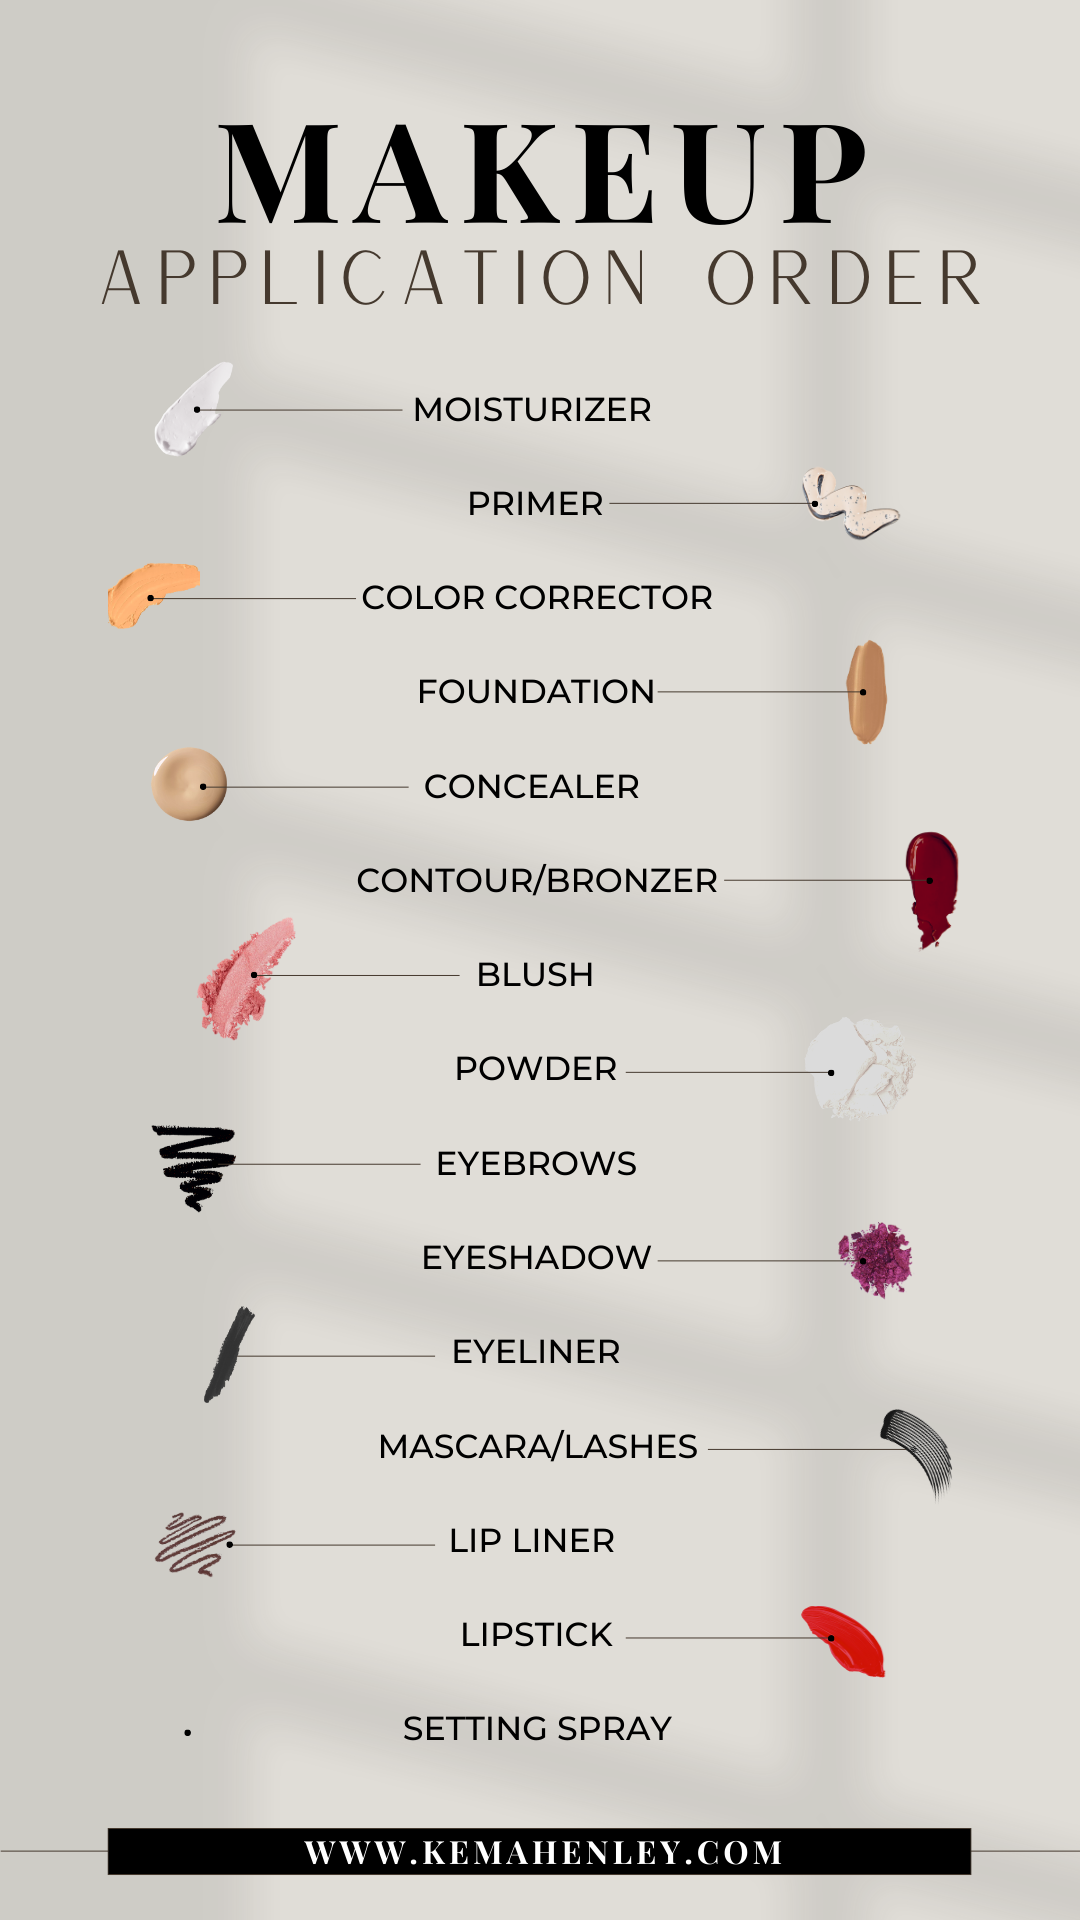 MAKEUP
APPLICATION ORDER
MOISTURIZER
PRIMER
COLOR CORRECTOR
FOUNDATION
CONCEALER
CONTOUR/BRONZER
BLUSH
POWDER
EYEBROWS
EYESHADOW
EYELINER
MASCARA/LASHES
LIP LINER
LIPSTICK
SETTING SPRAY
WWW.KEMAHENLEY.COM